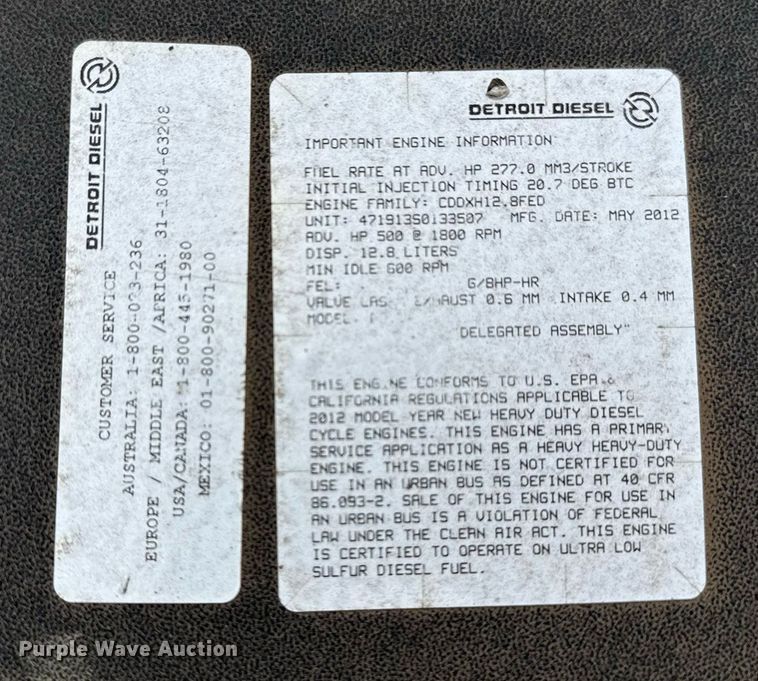 DETROIT DIESEL
CUSTOMER SERVICE
AUSTRALIA: 1-800-
EUROPE / MIDDLE EAST /AFRICA: 31-1804-63208
USA/CANADA: 1-800-445-1980
MEXICO: 01-800-90271-00
DETROIT DIESEL
IMPORTANT ENGINE INFORMATION
FUEL RATE AT ADV. HP 277.0 MM3/STROKE
INITIAL INJECTION TIMING 20.7 DEG BTC
ENGINE FAMILY: CDDXH12.8FED
UNIT: 471913S0133507 MFG. DATE: MAY 2012
ADV. HP 500 @ 1800 RPM
DISP. 12.8 LITERS
MIN IDLE 600 RPM
FEL: G/BHP-HR
VALVE LAS EXHAUST 0.6 MM INTAKE 0.4 MM
MODEL
DELEGATED ASSEMBLY"
THIS ENGINE CONFORMS TO U.S. EPA &
CALIFORNIA REGULATIONS APPLICABLE TO
2012 MODEL YEAR NEW HEAVY DUTY DIESEL
CYCLE ENGINES. THIS ENGINE HAS A PRIMARY
SERVICE APPLICATION AS A HEAVY HEAVY-DUTY
ENGINE. THIS ENGINE IS NOT CERTIFIED FOR
USE IN AN URBAN BUS AS DEFINED AT 40 CFR
86.093-2. SALE OF THIS ENGINE FOR USE IN
AN URBAN BUS IS A VIOLATION OF FEDERAL
LAW UNDER THE CLEAN AIR ACT. THIS ENGINE
IS CERTIFIED TO OPERATE ON ULTRA LOW
SULFUR DIESEL FUEL.
Purple Wave Auction